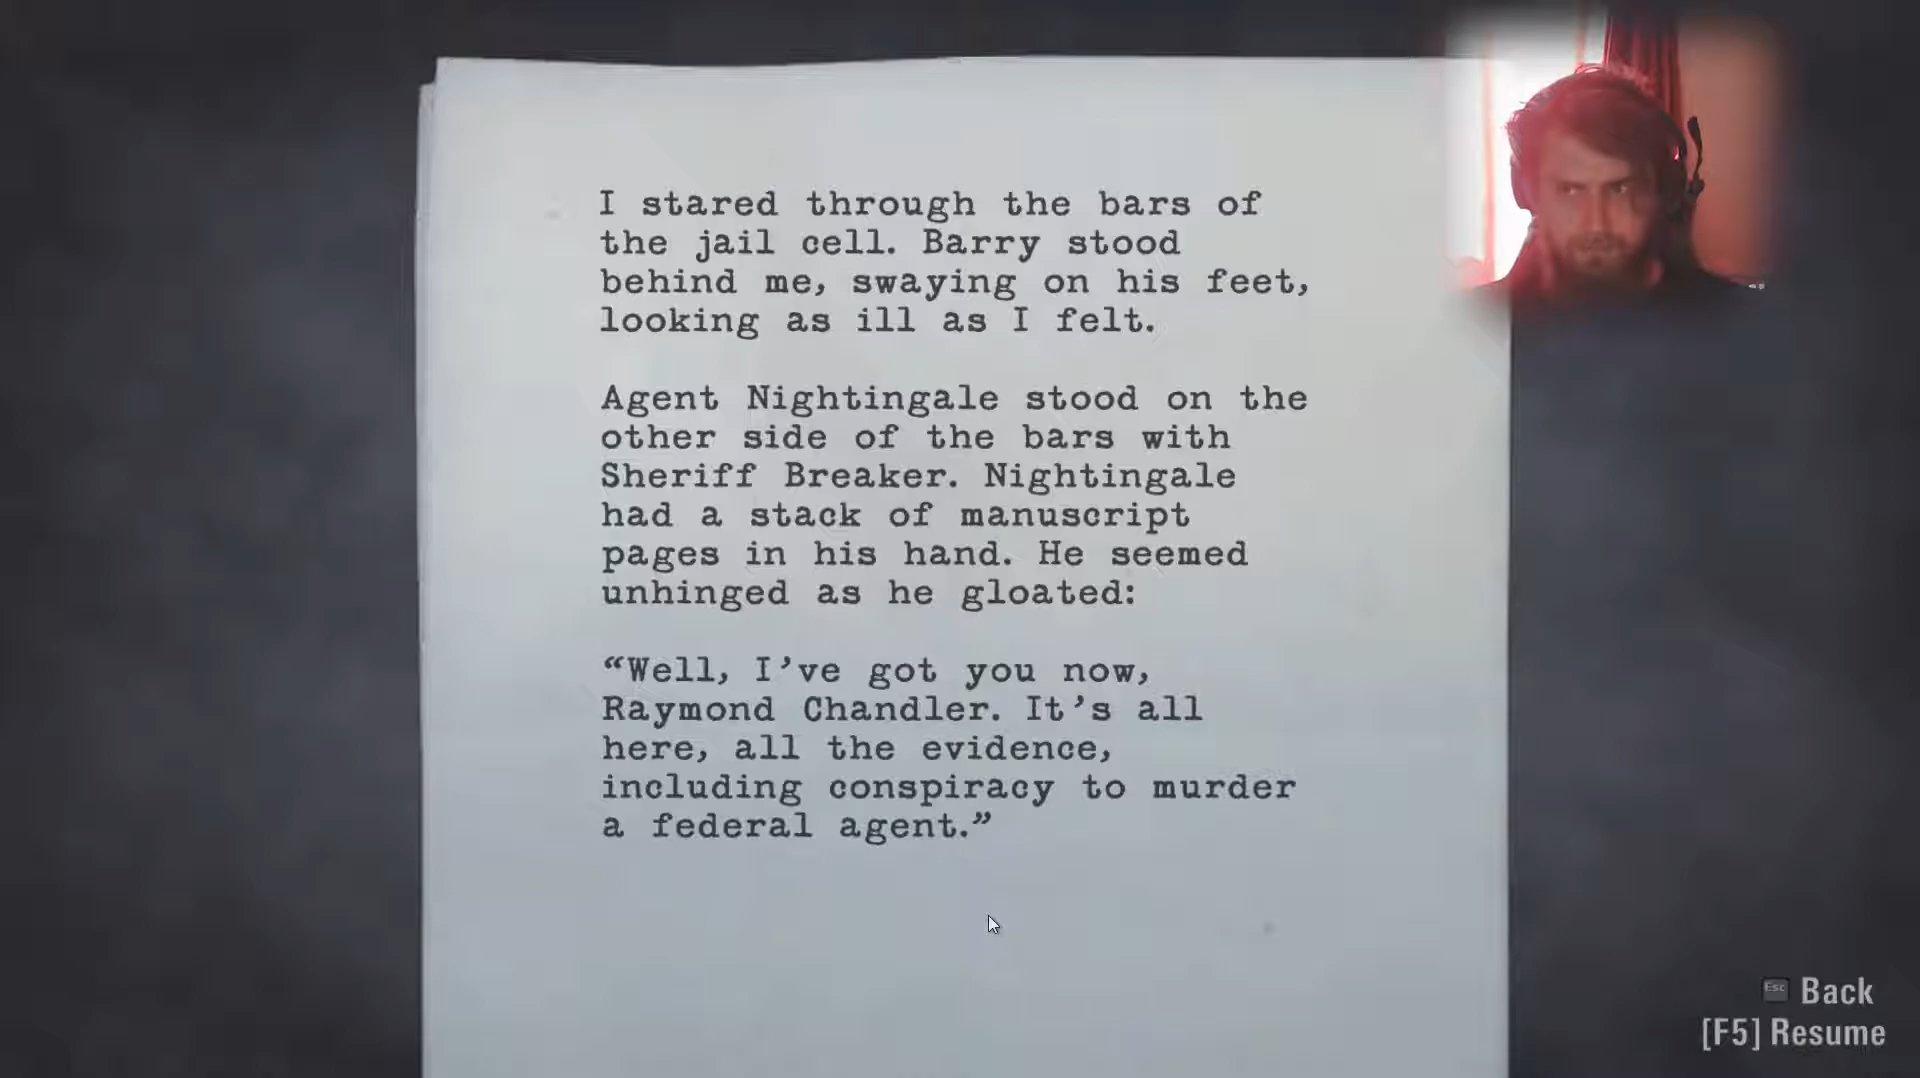 I stared through the bars of
the jail cell. Barry stood
behind me, swaying on his feet,
looking as ill as I felt.
Agent Nightingale stood on the
other side of the bars with
Sheriff Breaker. Nightingale
had a stack of manuscript
pages in his hand. He seemed
unhinged as he gloated:
“Well, I’ve got you now,
Raymond Chandler. It’s all
here, all the evidence,
including conspiracy to murder
a federal agent.”
Esc Back
[F5] Resume